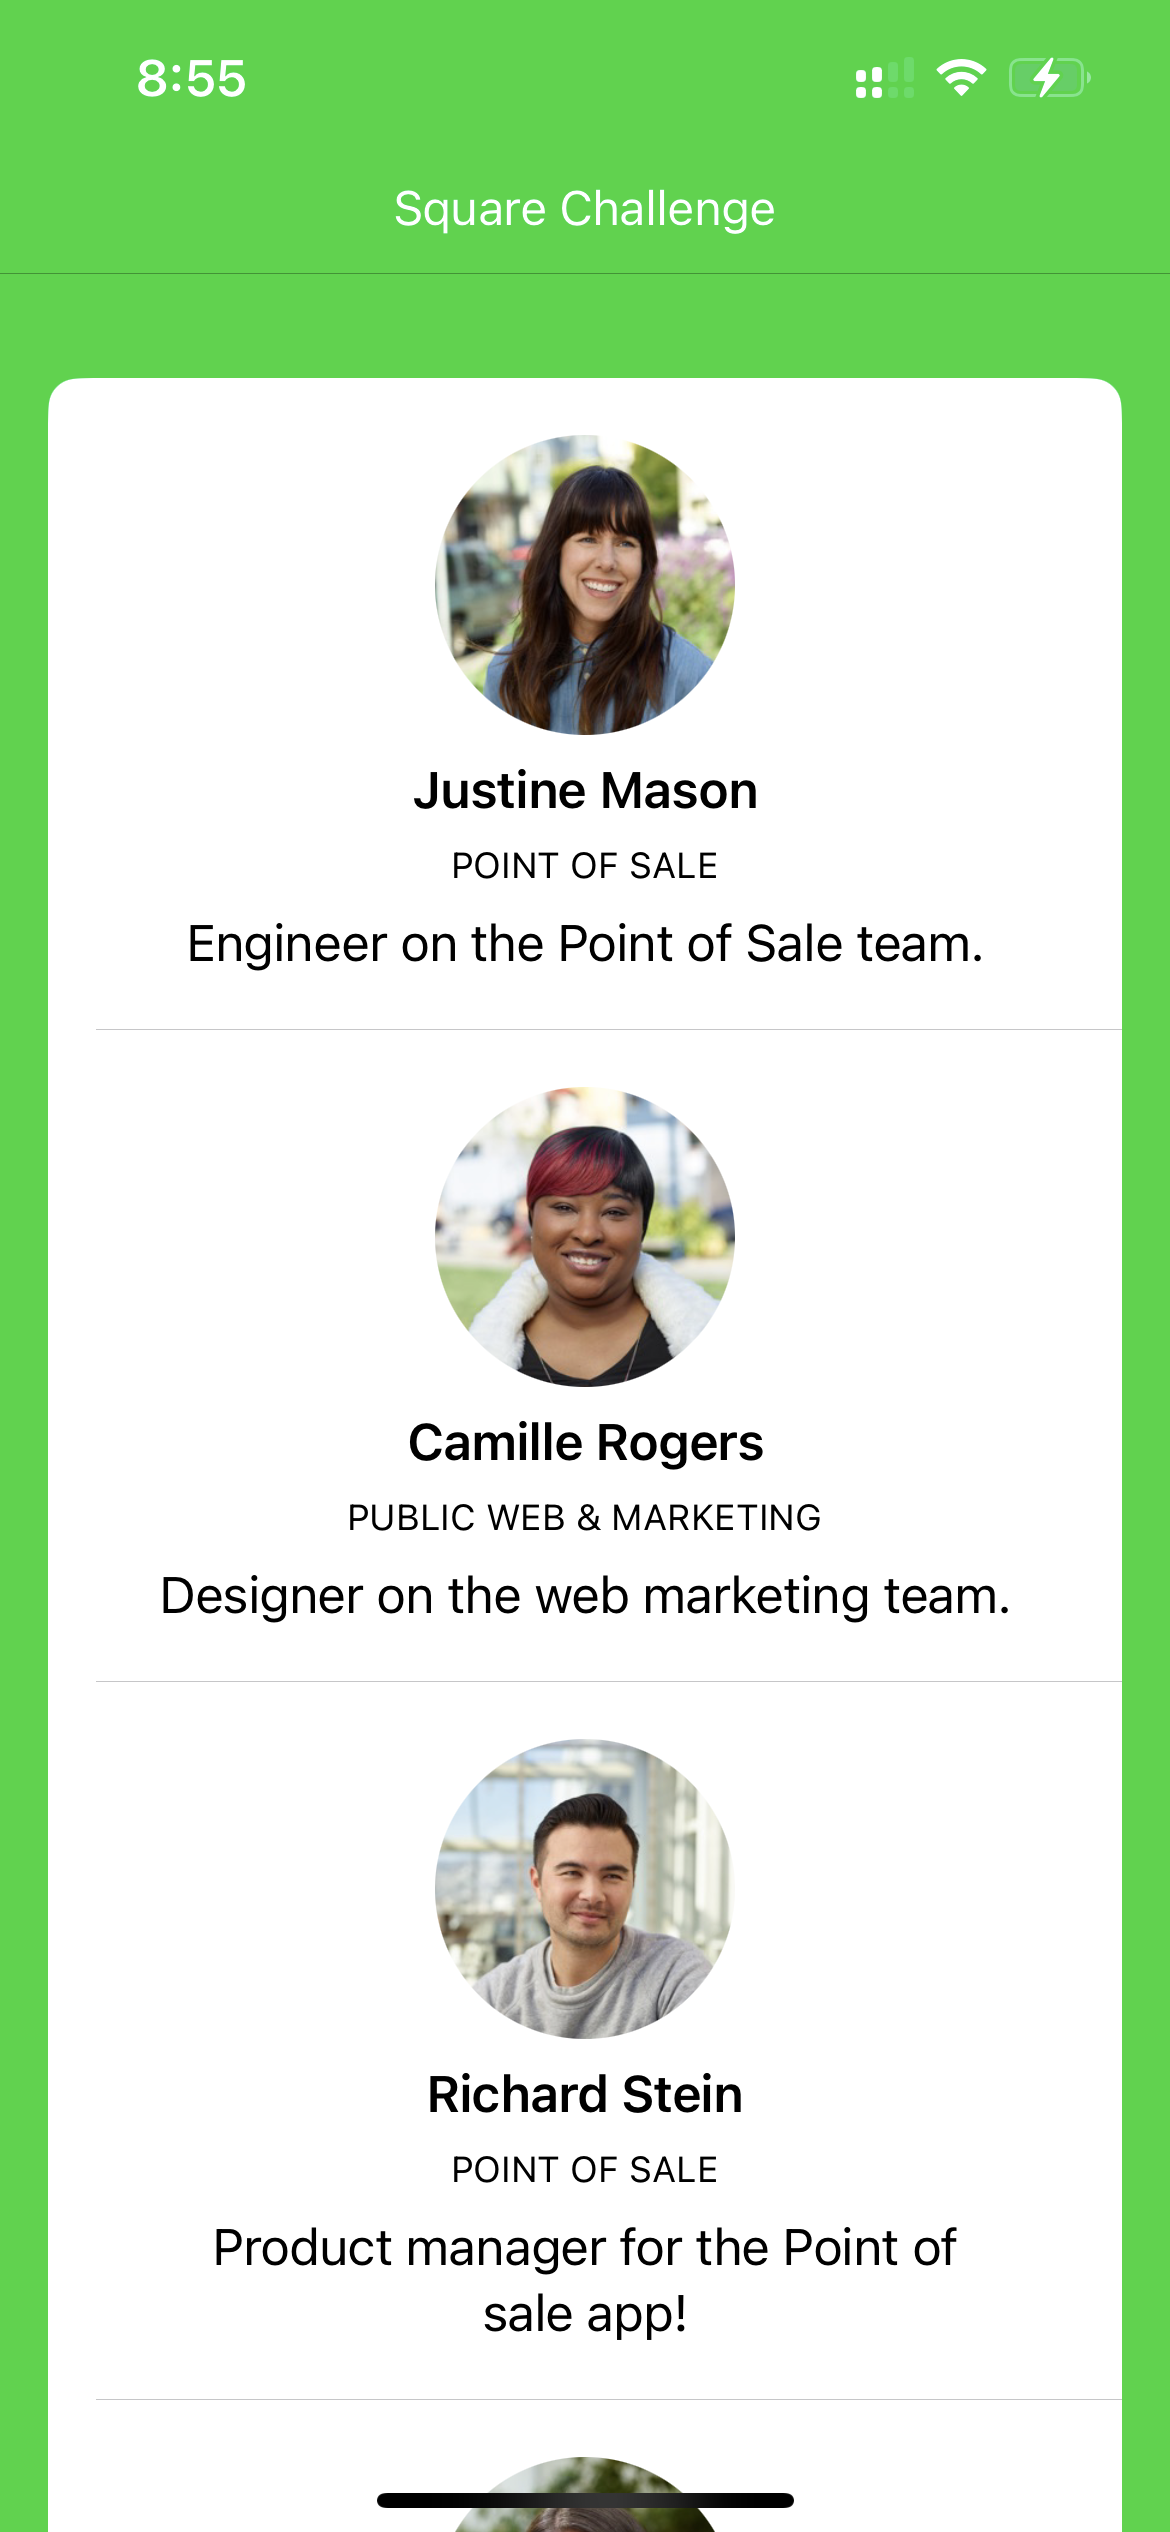 8:55
Square Challenge
Justine Mason
POINT OF SALE
Engineer on the Point of Sale team.
Camille Rogers
PUBLIC WEB & MARKETING
Designer on the web marketing team.
Richard Stein
POINT OF SALE
Product manager for the Point of
sale app!